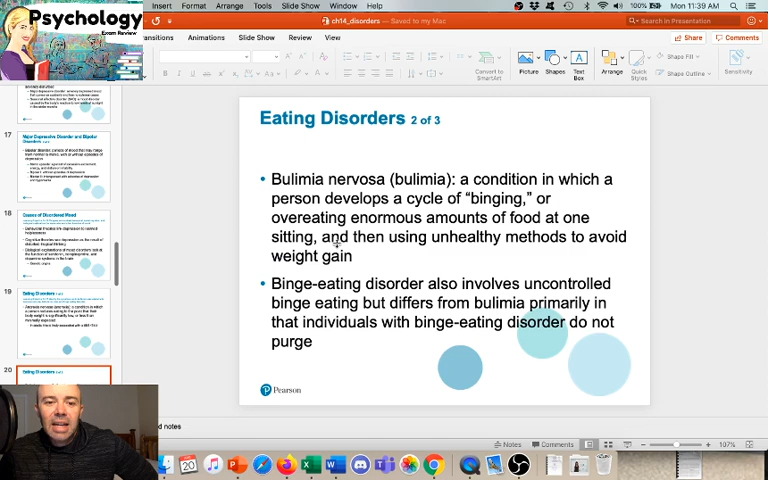 Insert Format Arrange Tools Slide Show Window Help
100%
Mon 11:39 AM
Psychology
Exam Review
ch14_disorders — Saved to my Mac
Search in Presentation
Transitions Animations Slide Show Review View
Share Comments
Convert to SmartArt
Picture Shapes Text Box Arrange Quick Styles
Shape Fill
Shape Outline
Sensitivity
17
Major Depressive Disorder and Bipolar
18
Causes of Disordered Mood
19
Eating Disorders
20
Eating Disorders
Eating Disorders 2 of 3
• Bulimia nervosa (bulimia): a condition in which a
person develops a cycle of “binging,” or
overeating enormous amounts of food at one
sitting, and then using unhealthy methods to avoid
weight gain
• Binge-eating disorder also involves uncontrolled
binge eating but differs from bulimia primarily in
that individuals with binge-eating disorder do not
purge
Pearson
d notes
Notes Comments 107%
20